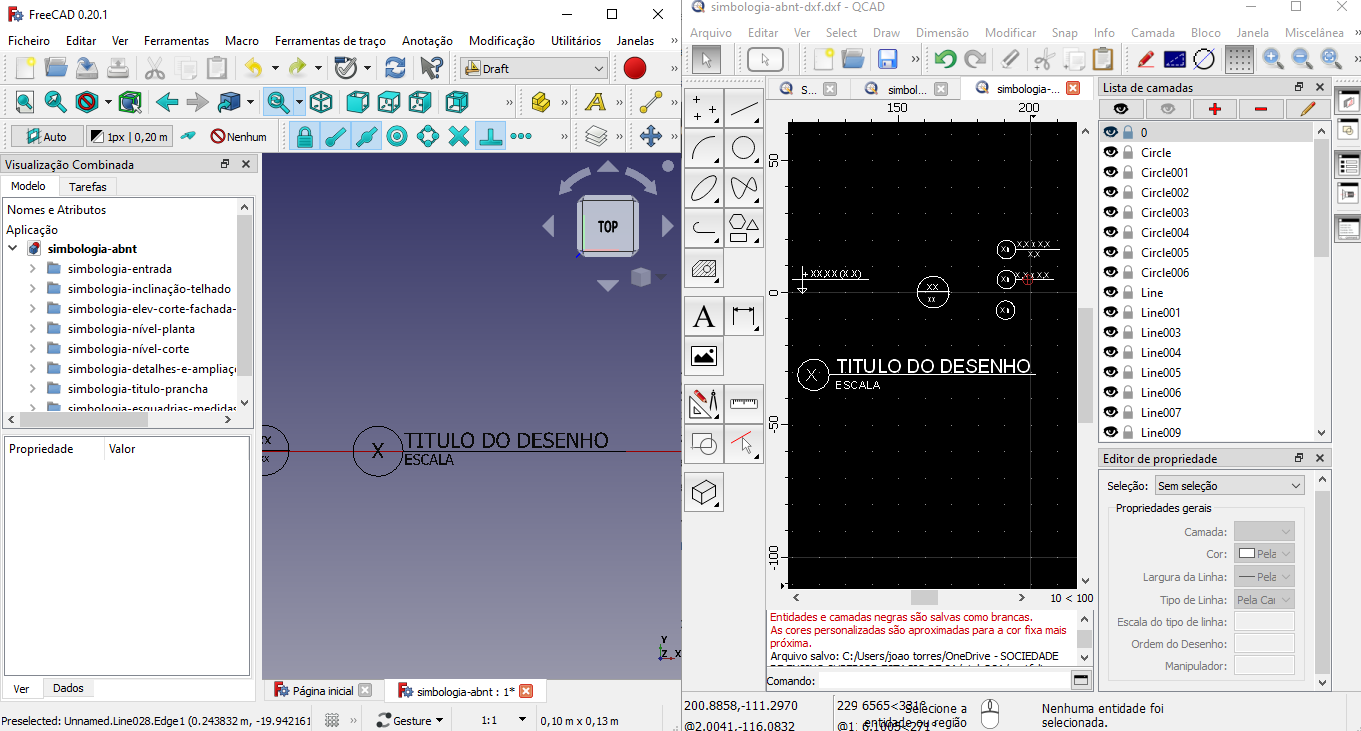 FreeCAD 0.20.1
Ficheiro Editar Ver Ferramentas Macro Ferramentas de traço Anotação Modificação Utilitários Janelas »
Draft
Auto 1px | 0,20 m Nenhum
Visualização Combinada
Modelo Tarefas
Nomes e Atributos
Aplicação
simbologia-abnt
simbologia-entrada
simbologia-inclinação-telhado
simbologia-elev-corte-fachada-
simbologia-nível-planta
simbologia-nível-corte
simbologia-detalhes-e-ampliaç
simbologia-titulo-prancha
simbologia-esquadrias-medidas
Propriedade Valor
Ver Dados
TOP
XX
xx
X
TITULO DO DESENHO
ESCALA
Y
Z X
Página inicial simbologia-abnt : 1*
Preselected: Unnamed.Line028.Edge1 (0.243832 m, -19.942161
Gesture 1:1 0,10 m x 0,13 m
simbologia-abnt-dxf.dxf - QCAD
Arquivo Editar Ver Select Draw Dimensão Modificar Snap Info Camada Bloco Janela Miscelânea »
S... simbol... simbologia-...
150 200
50
0
-50
-100
A
+XX,XX (X X)
XX
xx
X,X x X,X
X,X
X
TITULO DO DESENHO
ESCALA
10 < 100
Entidades e camadas negras são salvas como brancas.
As cores personalizadas são aproximadas para a cor fixa mais
próxima.
Arquivo salvo: C:/Users/joao torres/OneDrive - SOCIEDADE
Comando:
Lista de camadas
0
Circle
Circle001
Circle002
Circle003
Circle004
Circle005
Circle006
Line
Line001
Line003
Line004
Line005
Line006
Line007
Line009
Editor de propriedade
Seleção: Sem seleção
Propriedades gerais
Camada:
Cor: Pela
Largura da Linha: Pela
Tipo de Linha: Pela Ca
Escala do tipo de linha:
Ordem do Desenho:
Manipulador:
200.8858,-111.2970
@2.0041,-116.0832
Selecione a
entidade ou região
Nenhuma entidade foi
selecionada.